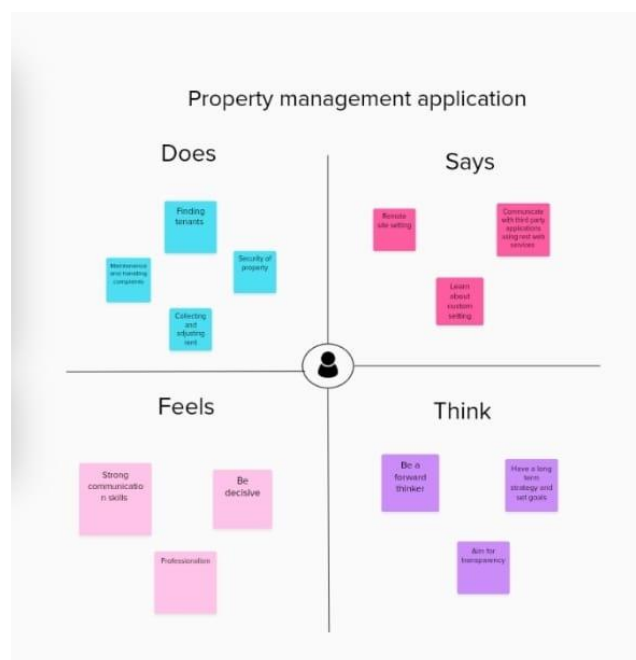 Property management application
Does
Says
Finding
tenants
Maintenance
and handling
complaints
Security of
property
Collecting
and
adjusting
rent
Remote
site setting
Communicate
with third party
applications
using rest web
services
Learn
about
custom
setting
Feels
Think
Strong
communicatio
n skills
Be
decisive
Professionalism
Be a
forward
thinker
Have a long
term
strategy and
set goals
Aim for
transparency